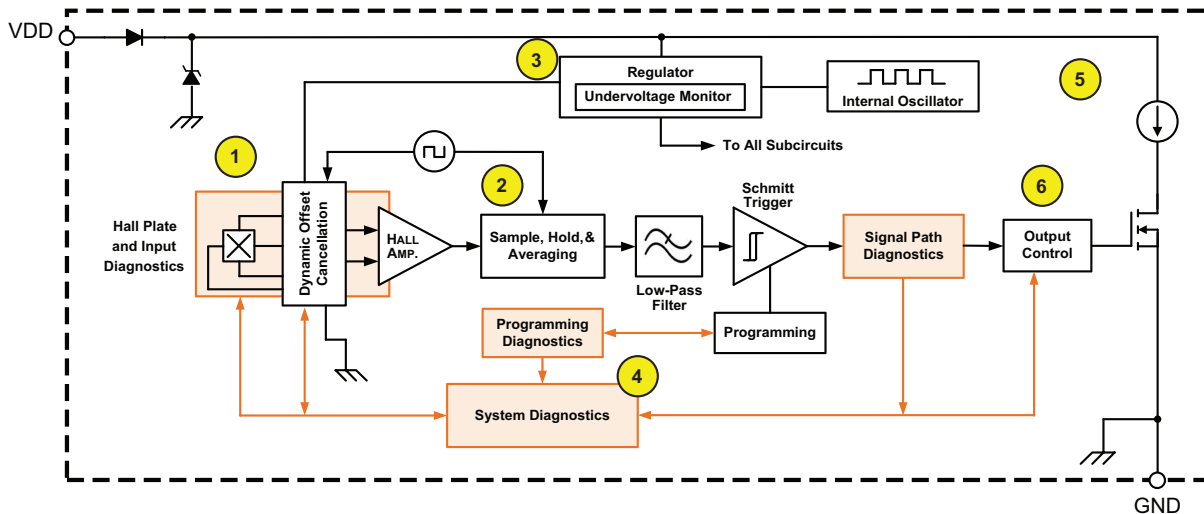 VDD
3
Regulator
Undervoltage Monitor
Internal Oscillator
5
To All Subcircuits
1
2
6
Hall Plate
and Input
Diagnostics
Dynamic Offset
Cancellation
HALL
AMP.
Sample, Hold,&
Averaging
Low-Pass
Filter
Schmitt
Trigger
Signal Path
Diagnostics
Output
Control
Programming
Diagnostics
Programming
4
System Diagnostics
GND